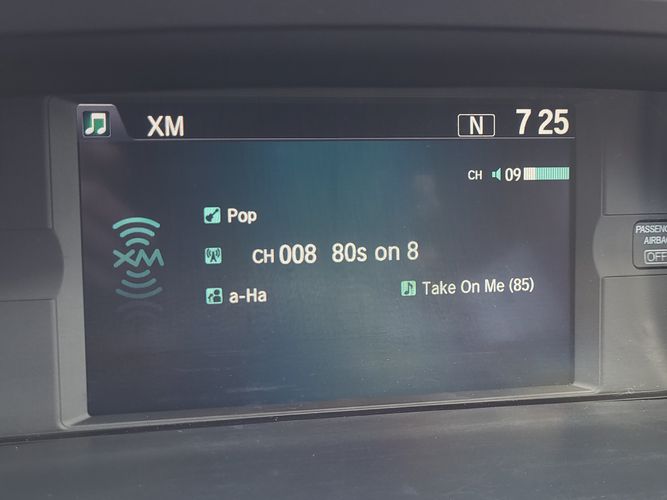 XM N 7 25
CH 09
Pop
XM
CH 008 80s on 8
a-Ha Take On Me (85)
AIRBAG
OFF